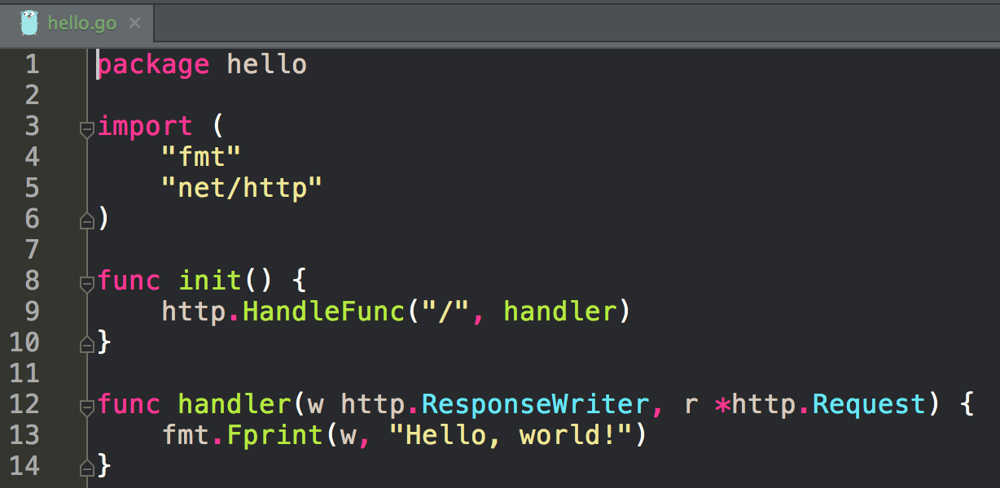 hello.go ×
1 package hello
2
3 import (
4     "fmt"
5     "net/http"
6 )
7
8 func init() {
9     http.HandleFunc("/", handler)
10 }
11
12 func handler(w http.ResponseWriter, r *http.Request) {
13     fmt.Fprint(w, "Hello, world!")
14 }